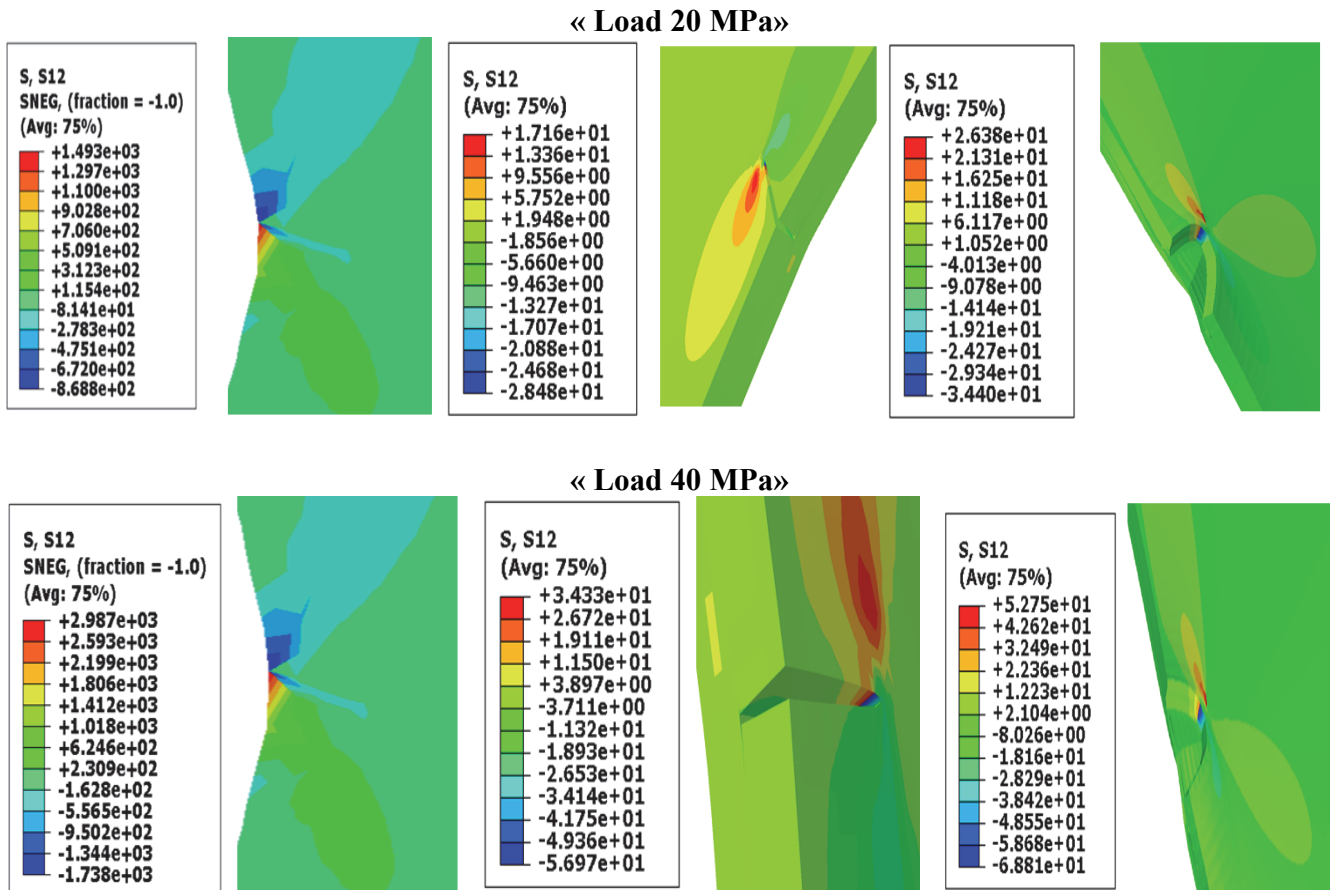 « Load 20 MPa»
S, S12
SNEG, (fraction = -1.0)
(Avg: 75%)
+1.493e+03
+1.297e+03
+1.100e+03
+9.028e+02
+7.060e+02
+5.091e+02
+3.123e+02
+1.154e+02
-8.141e+01
-2.783e+02
-4.751e+02
-6.720e+02
-8.688e+02
S, S12
(Avg: 75%)
+1.716e+01
+1.336e+01
+9.556e+00
+5.752e+00
+1.948e+00
-1.856e+00
-5.660e+00
-9.463e+00
-1.327e+01
-1.707e+01
-2.088e+01
-2.468e+01
-2.848e+01
S, S12
(Avg: 75%)
+2.638e+01
+2.131e+01
+1.625e+01
+1.118e+01
+6.117e+00
+1.052e+00
-4.013e+00
-9.078e+00
-1.414e+01
-1.921e+01
-2.427e+01
-2.934e+01
-3.440e+01
« Load 40 MPa»
S, S12
SNEG, (fraction = -1.0)
(Avg: 75%)
+2.987e+03
+2.593e+03
+2.199e+03
+1.806e+03
+1.412e+03
+1.018e+03
+6.246e+02
+2.309e+02
-1.628e+02
-5.565e+02
-9.502e+02
-1.344e+03
-1.738e+03
S, S12
(Avg: 75%)
+3.433e+01
+2.672e+01
+1.911e+01
+1.150e+01
+3.897e+00
-3.711e+00
-1.132e+01
-1.893e+01
-2.653e+01
-3.414e+01
-4.175e+01
-4.936e+01
-5.697e+01
S, S12
(Avg: 75%)
+5.275e+01
+4.262e+01
+3.249e+01
+2.236e+01
+1.223e+01
+2.104e+00
-8.026e+00
-1.816e+01
-2.829e+01
-3.842e+01
-4.855e+01
-5.868e+01
-6.881e+01